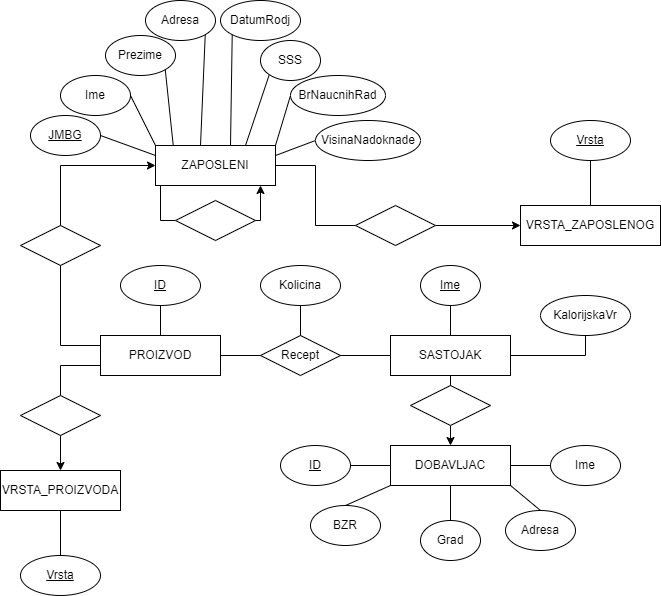 Adresa
DatumRodj
Prezime
SSS
Ime
BrNaucnihRad
JMBG
VisinaNadoknade
Vrsta
ZAPOSLENI
VRSTA_ZAPOSLENOG
ID
Kolicina
Ime
KalorijskaVr
PROIZVOD
Recept
SASTOJAK
ID
DOBAVLJAC
Ime
VRSTA_PROIZVODA
BZR
Grad
Adresa
Vrsta